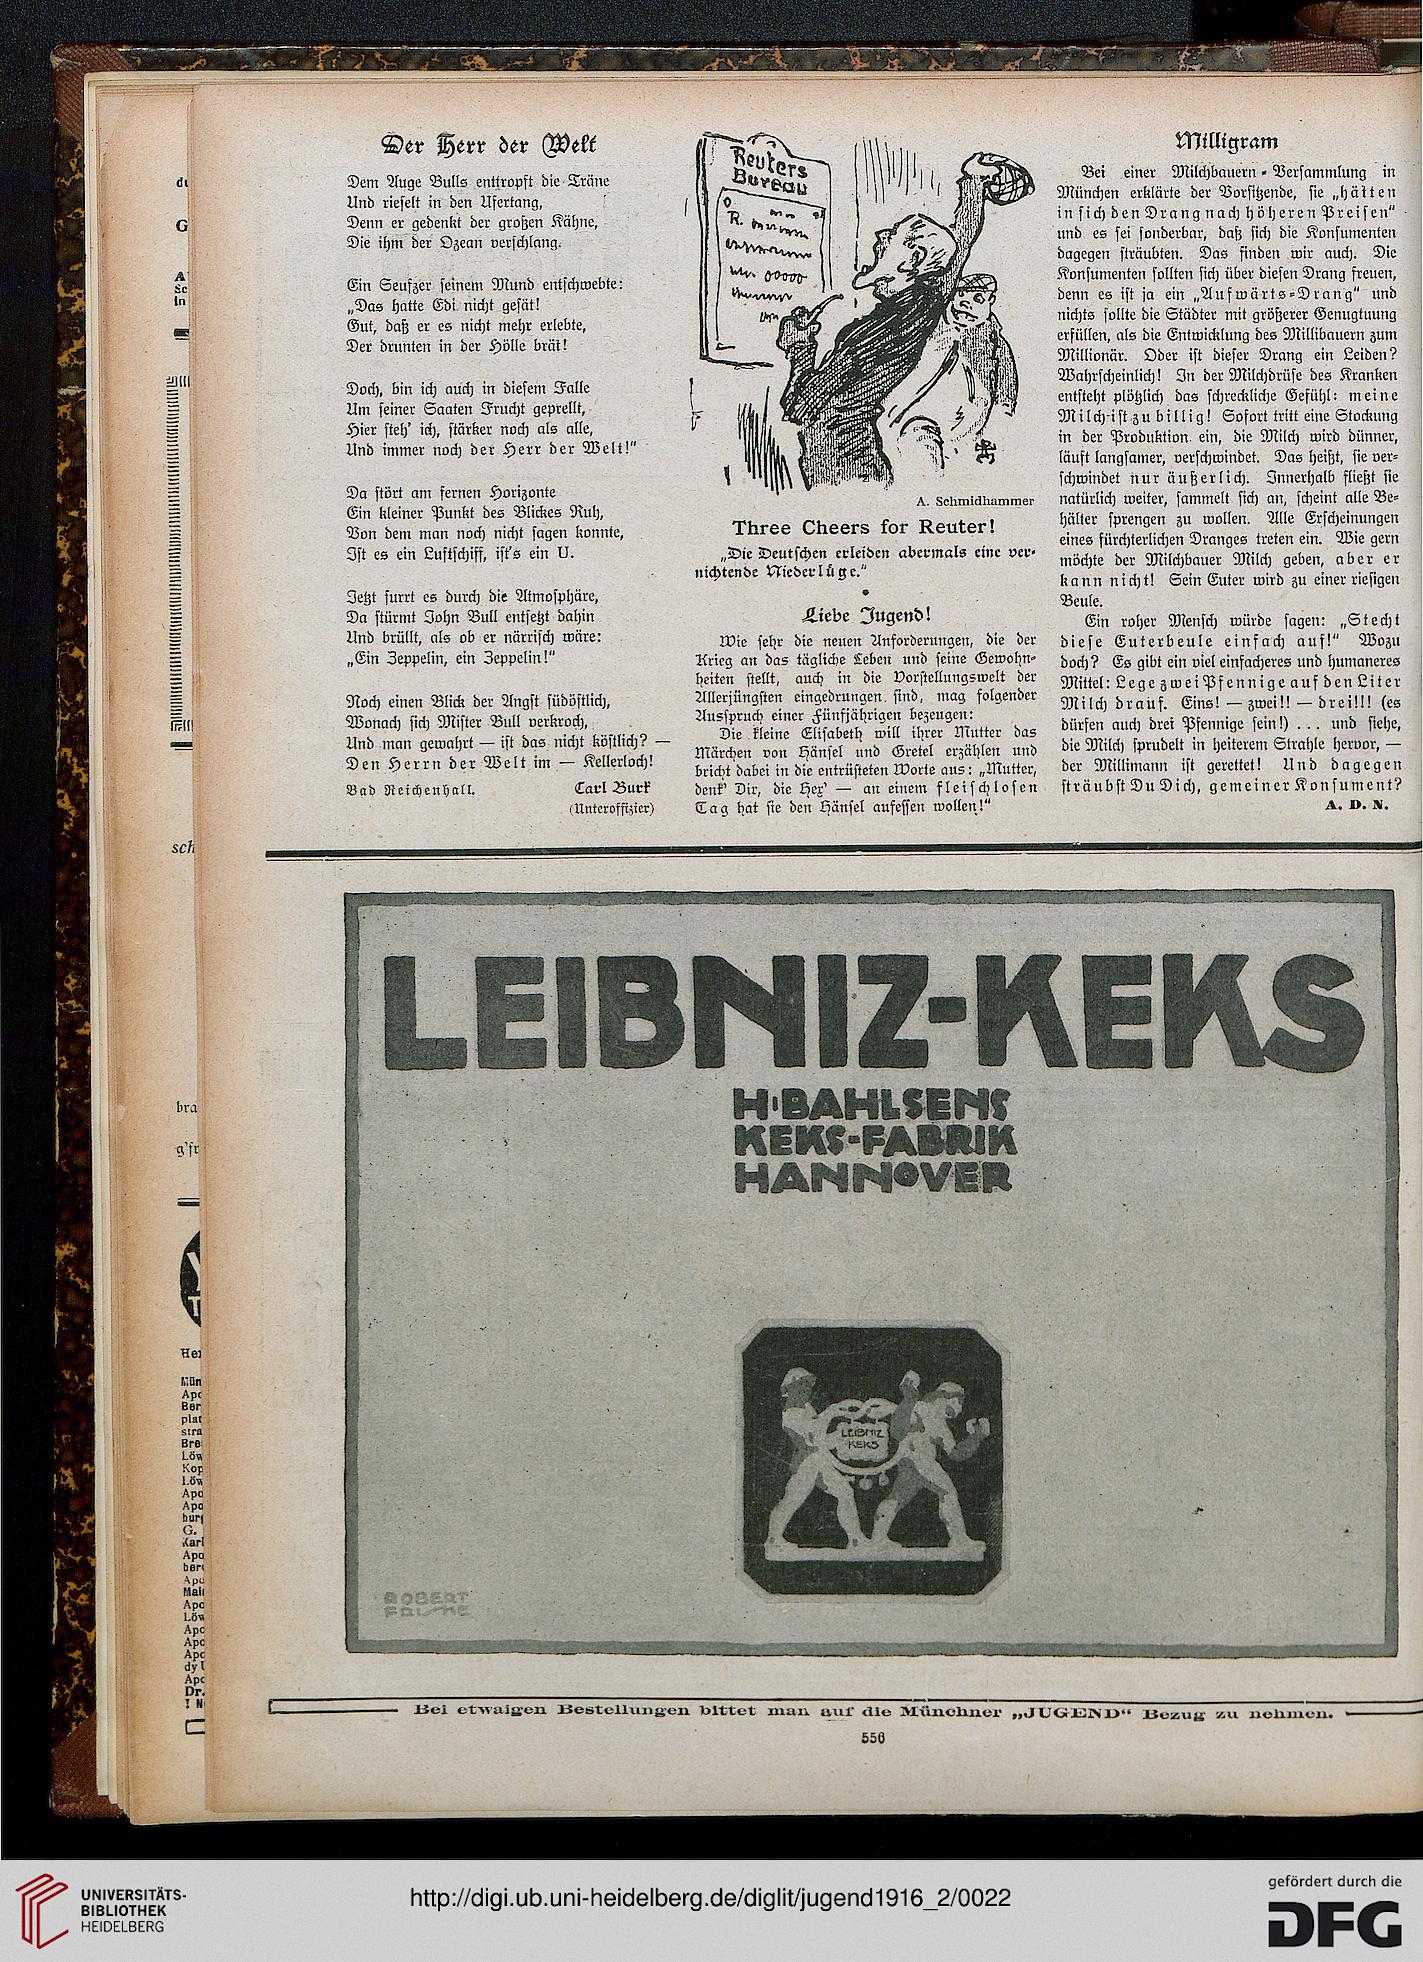 Der Herr der Welt
Dem Auge Bulls enttropft die Träne
Und rieselt in den Ufertang,
Denn er gedenkt der großen Kähne,
Die ihm der Ozean verschlang.
Ein Seufzer seinem Mund entschwebte:
„Das hatte Edi nicht gesät!
Gut, daß er es nicht mehr erlebte,
Der drunten in der Hölle brät!
Doch, bin ich auch in diesem Falle
Um seiner Saaten Frucht geprellt,
Hier steh' ich, stärker noch als alle,
Und immer noch der Herr der Welt!“
Da stört am fernen Horizonte
Ein kleiner Punkt des Blickes Ruh,
Von dem man noch nicht sagen konnte,
Ist es ein Luftschiff, ist's ein U.
Jetzt surrt es durch die Atmosphäre,
Da stürmt John Bull entsetzt dahin
Und brüllt, als ob er närrisch wäre:
„Ein Zeppelin, ein Zeppelin!“
Noch einen Blick der Angst südöstlich,
Wonach sich Mister Bull verkroch,
Und man gewahrt — ist das nicht köstlich? —
Den Herrn der Welt im — Kellerloch!
Bad Reichenhall. Carl Burk
(Unteroffizier)
Reuters
Bureau
R.
A. Schmidhammer
Three Cheers for Reuter!
„Die Deutschen erleiden abermals eine ver-
nichtende Niederlüge.“
Liebe Jugend!
Wie sehr die neuen Anforderungen, die der
Krieg an das tägliche Leben und seine Gewohn-
heiten stellt, auch in die Vorstellungswelt der
Allerjüngsten eingedrungen sind, mag folgender
Ausspruch einer Fünfjährigen bezeugen:
Die kleine Elisabeth will ihrer Mutter das
Märchen von Hänsel und Gretel erzählen und
bricht dabei in die entrüsteten Worte aus: „Mutter,
denk' Dir, die Hex' — an einem fleischlosen
Tag hat sie den Hänsel aufessen wollen!“
Milligram
Bei einer Milchbauern-Versammlung in
München erklärte der Vorsitzende, sie „hätten
in sich den Drang nach höheren Preisen“
und es sei sonderbar, daß sich die Konsumenten
dagegen sträubten. Das finden wir auch. Die
Konsumenten sollten sich über diesen Drang freuen,
denn es ist ja ein „Aufwärts-Drang“ und
nichts sollte die Städter mit größerer Genugtuung
erfüllen, als die Entwicklung des Millibauern zum
Millionär. Oder ist dieser Drang ein Leiden?
Wahrscheinlich! In der Milchdrüse des Kranken
entsteht plötzlich das schreckliche Gefühl: meine
Milch ist zu billig! Sofort tritt eine Stockung
in der Produktion ein, die Milch wird dünner,
läuft langsamer, verschwindet. Das heißt, sie ver-
schwindet nur äußerlich. Innerhalb fließt sie
natürlich weiter, sammelt sich an, scheint alle Be-
hälter sprengen zu wollen. Alle Erscheinungen
eines fürchterlichen Dranges treten ein. Wie gern
möchte der Milchbauer Milch geben, aber er
kann nicht! Sein Euter wird zu einer riesigen
Beule.
Ein roher Mensch würde sagen: „Stecht
diese Euterbeule einfach auf!“ Wozu
doch? Es gibt ein viel einfacheres und humaneres
Mittel: Lege zwei Pfennige auf den Liter
Milch drauf. Eins! — zwei!! — drei!!! (es
dürfen auch drei Pfennige sein!) ... und siehe,
die Milch sprudelt in heiterem Strahle hervor, —
der Millimann ist gerettet! Und dagegen
sträubst Du Dich, gemeiner Konsument?
A. D. N.
LEIBNIZ-KEKS
H·BAHLSENS
KEKS-FABRIK
HANNOVER
LEIBNIZ
KEKS
ROBERT
Bei etwaigen Bestellungen bittet man auf die Münchner „JUGEND“ Bezug zu nehmen.
556
UNIVERSITÄTS-
BIBLIOTHEK
HEIDELBERG
http://digi.ub.uni-heidelberg.de/diglit/jugend1916_2/0022
gefördert durch die
DFG